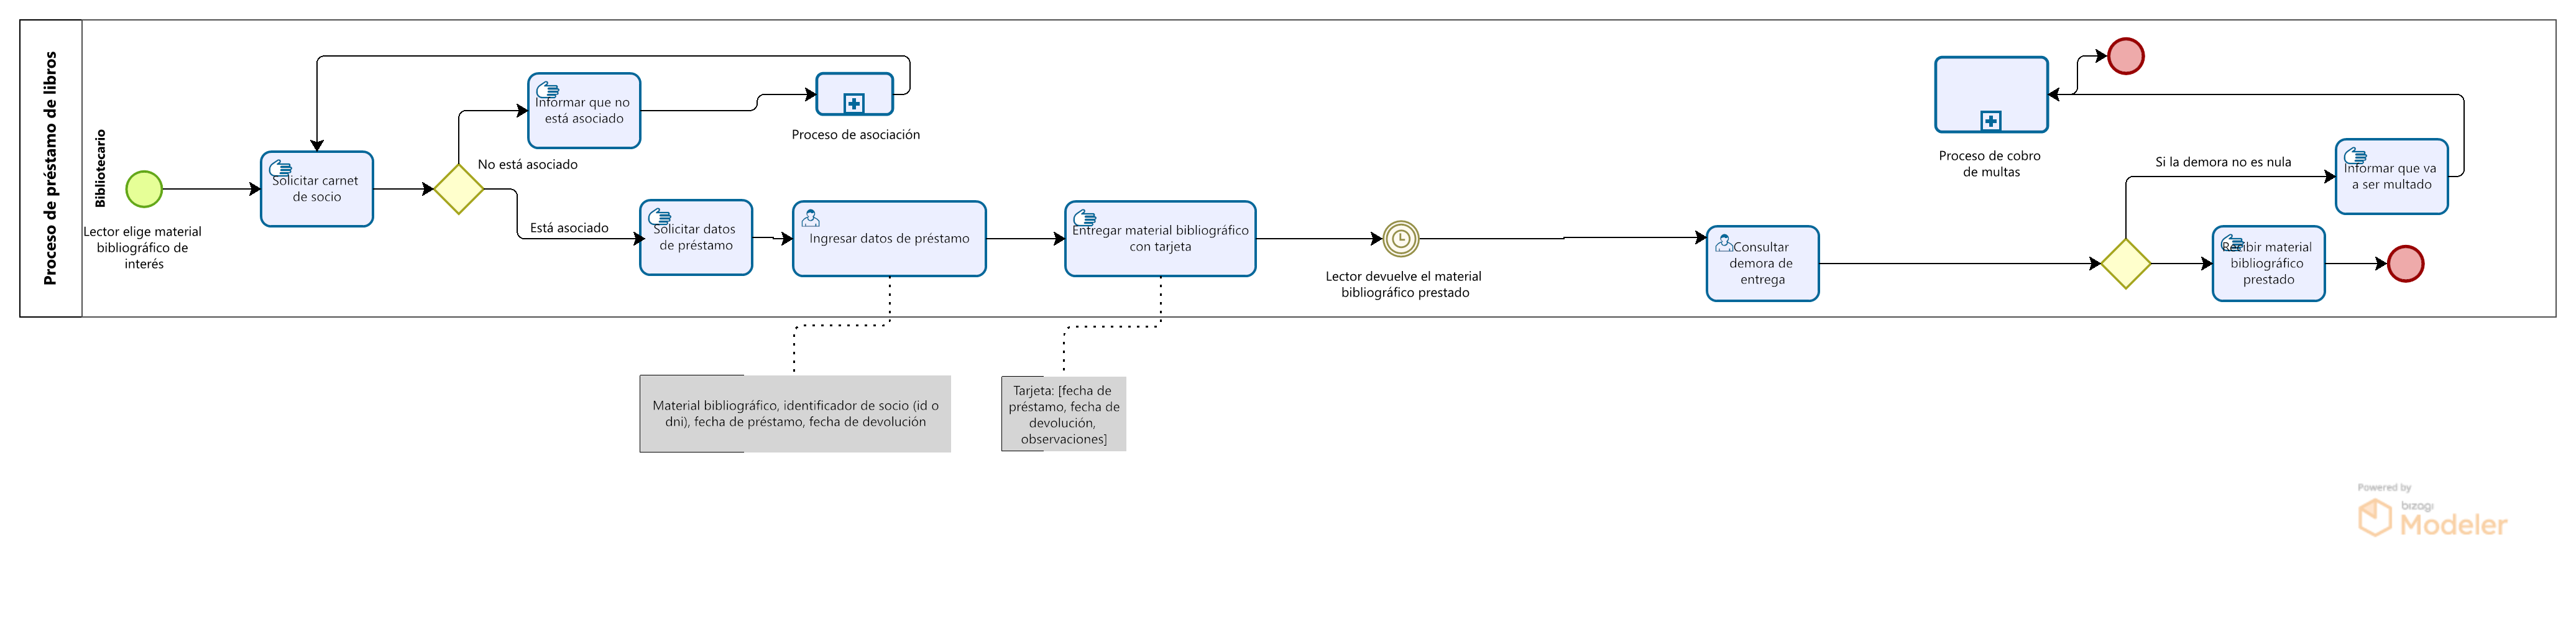 Proceso de préstamo de libros
Bibliotecario
Lector elige material
bibliográfico de
interés
Solicitar carnet
de socio
No está asociado
Informar que no
está asociado
Proceso de asociación
Está asociado
Solicitar datos
de préstamo
Ingresar datos de préstamo
Entregar material bibliográfico
con tarjeta
Lector devuelve el material
bibliográfico prestado
Consultar
demora de
entrega
Proceso de cobro
de multas
Si la demora no es nula
Informar que va
a ser multado
Recibir material
bibliográfico
prestado
Material bibliográfico, identificador de socio (id o
dni), fecha de préstamo, fecha de devolución
Tarjeta: [fecha de
préstamo, fecha de
devolución,
observaciones]
Powered by
bizagi
Modeler